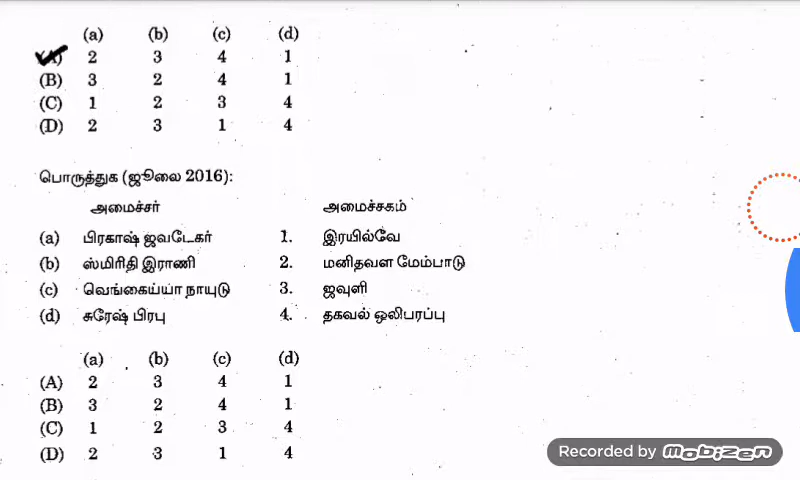 (a) (b) (c) (d)
(A) 2 3 4 1
(B) 3 2 4 1
(C) 1 2 3 4
(D) 2 3 1 4
பொருத்துக (ஜூலை 2016):
அமைச்சர் அமைச்சகம்
(a) பிரகாஷ் ஜவடேகர் 1. இரயில்வே
(b) ஸ்மிரிதி இராணி 2. மனிதவள மேம்பாடு
(c) வெங்கைய்யா நாயுடு 3. ஜவுளி
(d) சுரேஷ் பிரபு 4. தகவல் ஒலிபரப்பு
(a) (b) (c) (d)
(A) 2 3 4 1
(B) 3 2 4 1
(C) 1 2 3 4
(D) 2 3 1 4
Recorded by mobizen